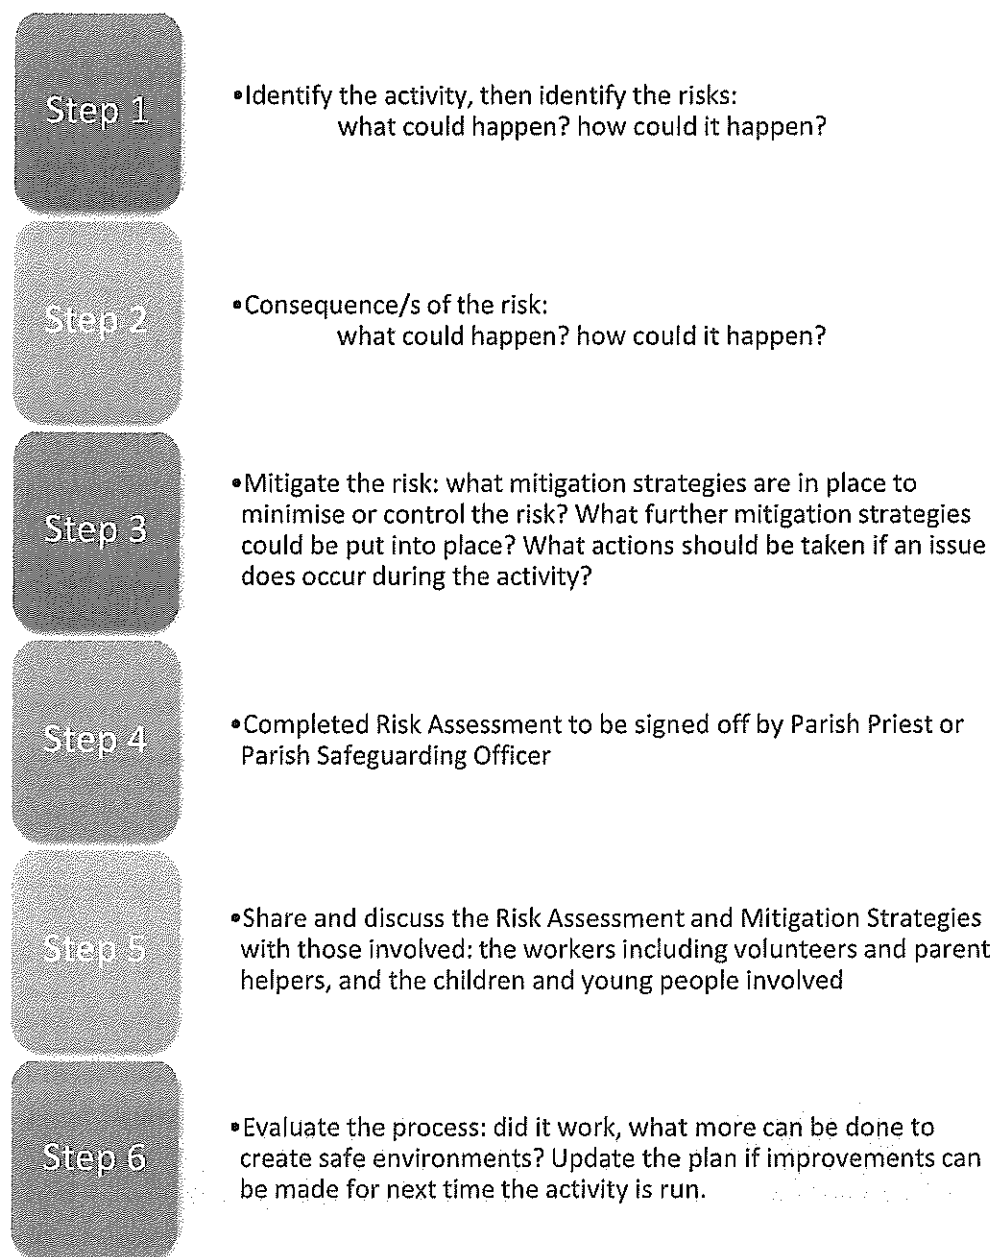 Step 1
•Identify the activity, then identify the risks:
what could happen? how could it happen?
Step 2
•Consequence/s of the risk:
what could happen? how could it happen?
Step 3
•Mitigate the risk: what mitigation strategies are in place to
minimise or control the risk? What further mitigation strategies
could be put into place? What actions should be taken if an issue
does occur during the activity?
Step 4
•Completed Risk Assessment to be signed off by Parish Priest or
Parish Safeguarding Officer
Step 5
•Share and discuss the Risk Assessment and Mitigation Strategies
with those involved: the workers including volunteers and parent
helpers, and the children and young people involved
Step 6
•Evaluate the process: did it work, what more can be done to
create safe environments? Update the plan if improvements can
be made for next time the activity is run.